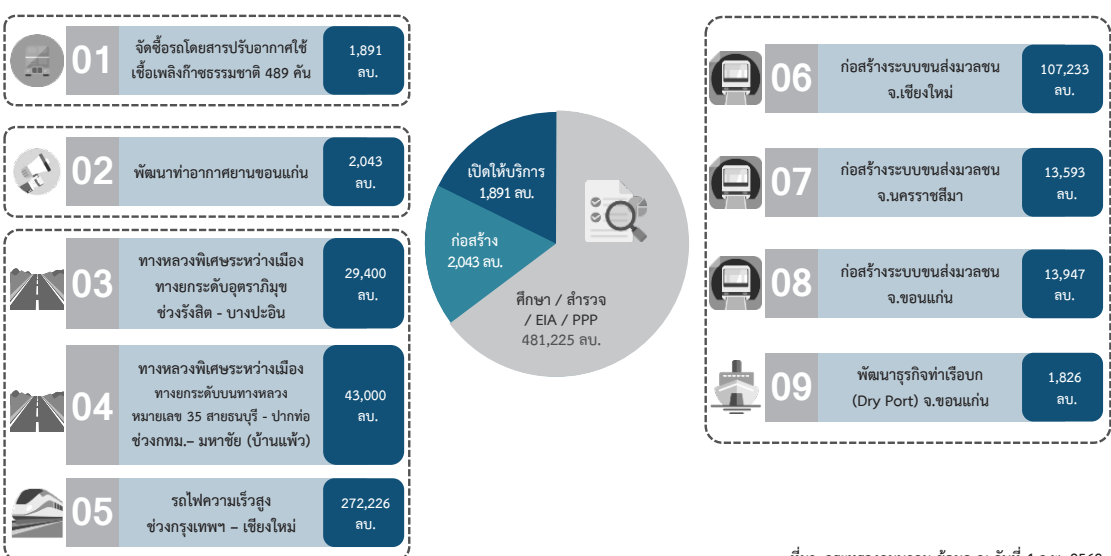 01
จัดซื้อรถโดยสารปรับอากาศใช้
เชื้อเพลิงก๊าซธรรมชาติ 489 คัน
1,891
ลบ.
02
พัฒนาท่าอากาศยานขอนแก่น
2,043
ลบ.
03
ทางหลวงพิเศษระหว่างเมือง
ทางยกระดับอุตราภิมุข
ช่วงรังสิต - บางปะอิน
29,400
ลบ.
04
ทางหลวงพิเศษระหว่างเมือง
ทางยกระดับบนทางหลวง
หมายเลข 35 สายธนบุรี - ปากท่อ
ช่วงกทม.– มหาชัย (บ้านแพ้ว)
43,000
ลบ.
05
รถไฟความเร็วสูง
ช่วงกรุงเทพฯ – เชียงใหม่
272,226
ลบ.
เปิดให้บริการ
1,891 ลบ.
ก่อสร้าง
2,043 ลบ.
ศึกษา / สำรวจ
/ EIA / PPP
481,225 ลบ.
06
ก่อสร้างระบบขนส่งมวลชน
จ.เชียงใหม่
107,233
ลบ.
07
ก่อสร้างระบบขนส่งมวลชน
จ.นครราชสีมา
13,593
ลบ.
08
ก่อสร้างระบบขนส่งมวลชน
จ.ขอนแก่น
13,947
ลบ.
09
พัฒนาธุรกิจท่าเรือบก
(Dry Port) จ.ขอนแก่น
1,826
ลบ.